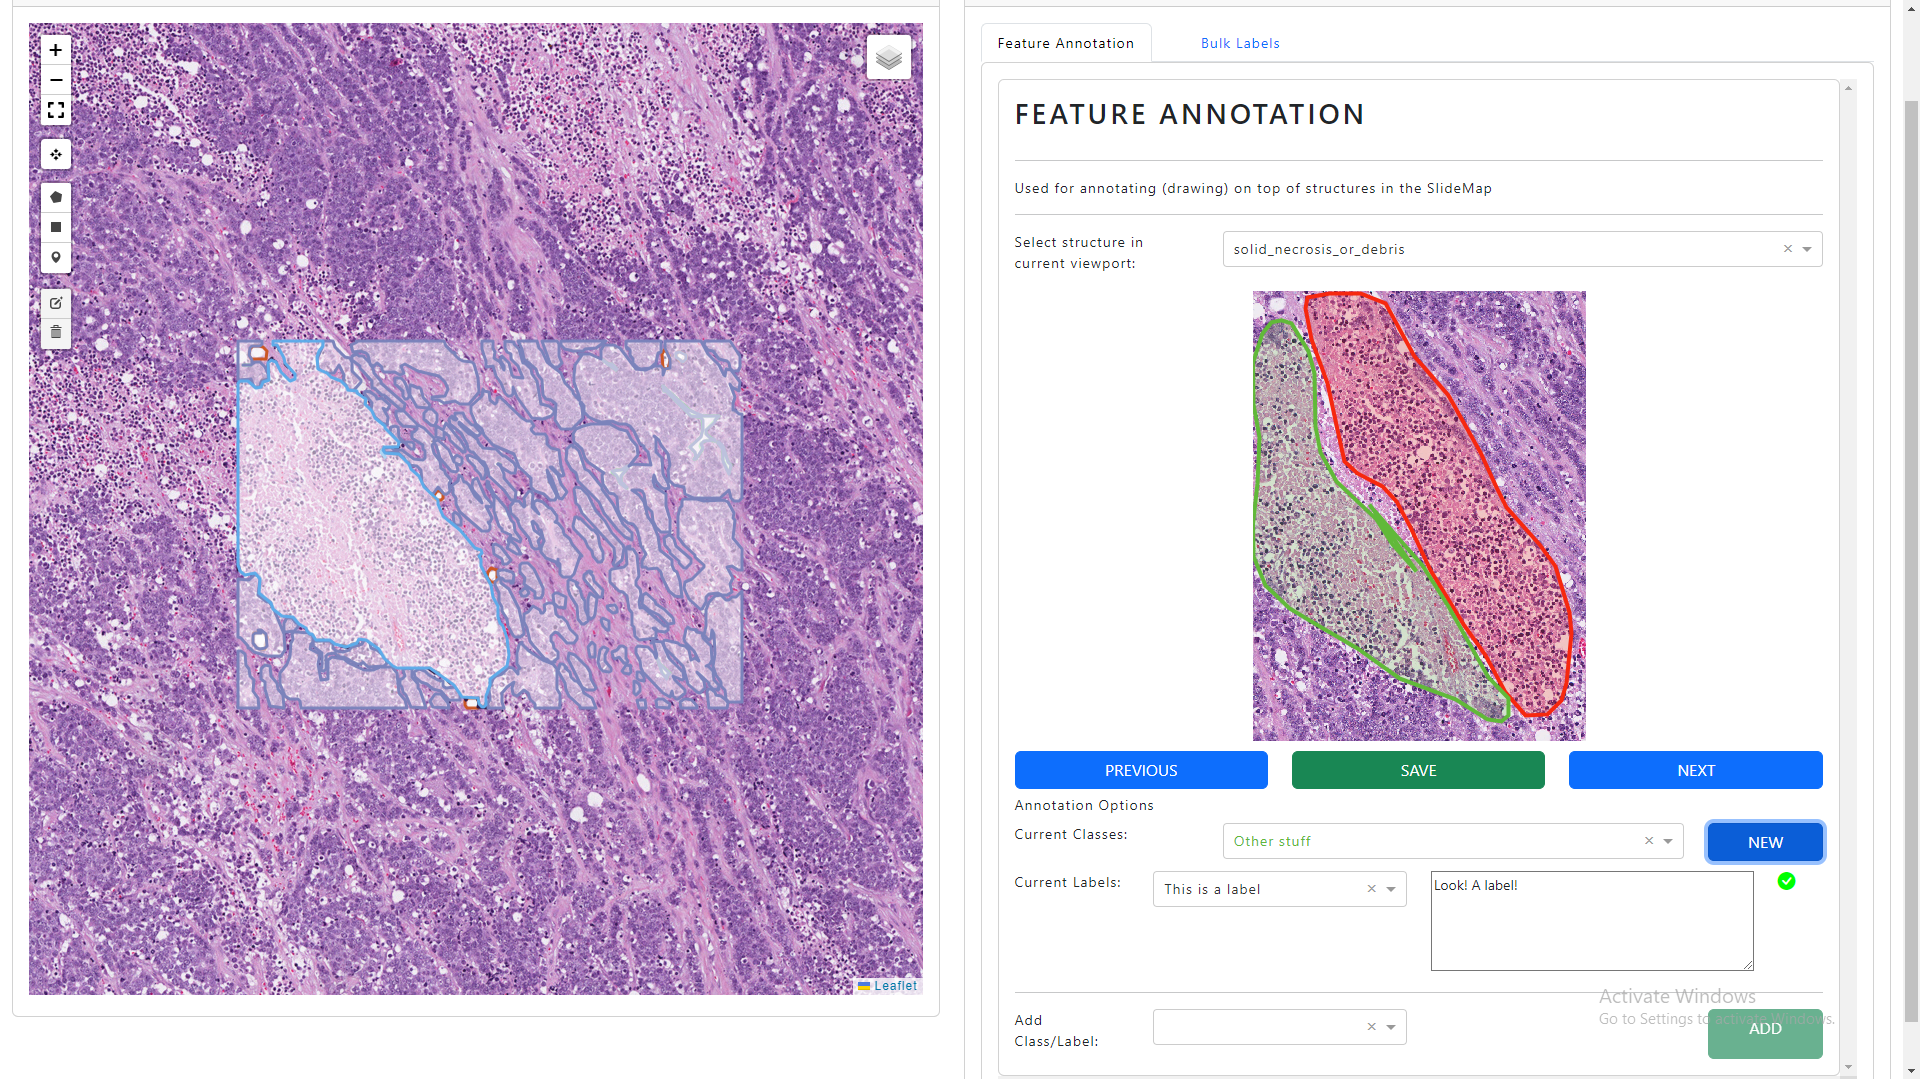 Feature Annotation
Bulk Labels
FEATURE ANNOTATION
Used for annotating (drawing) on top of structures in the SlideMap
Select structure in
current viewport:
solid_necrosis_or_debris
PREVIOUS
SAVE
NEXT
Annotation Options
Current Classes:
Other stuff
NEW
Current Labels:
This is a label
Look! A label!
Leaflet
Activate Windows
Go to Settings to activate Windows.
Add
Class/Label:
ADD